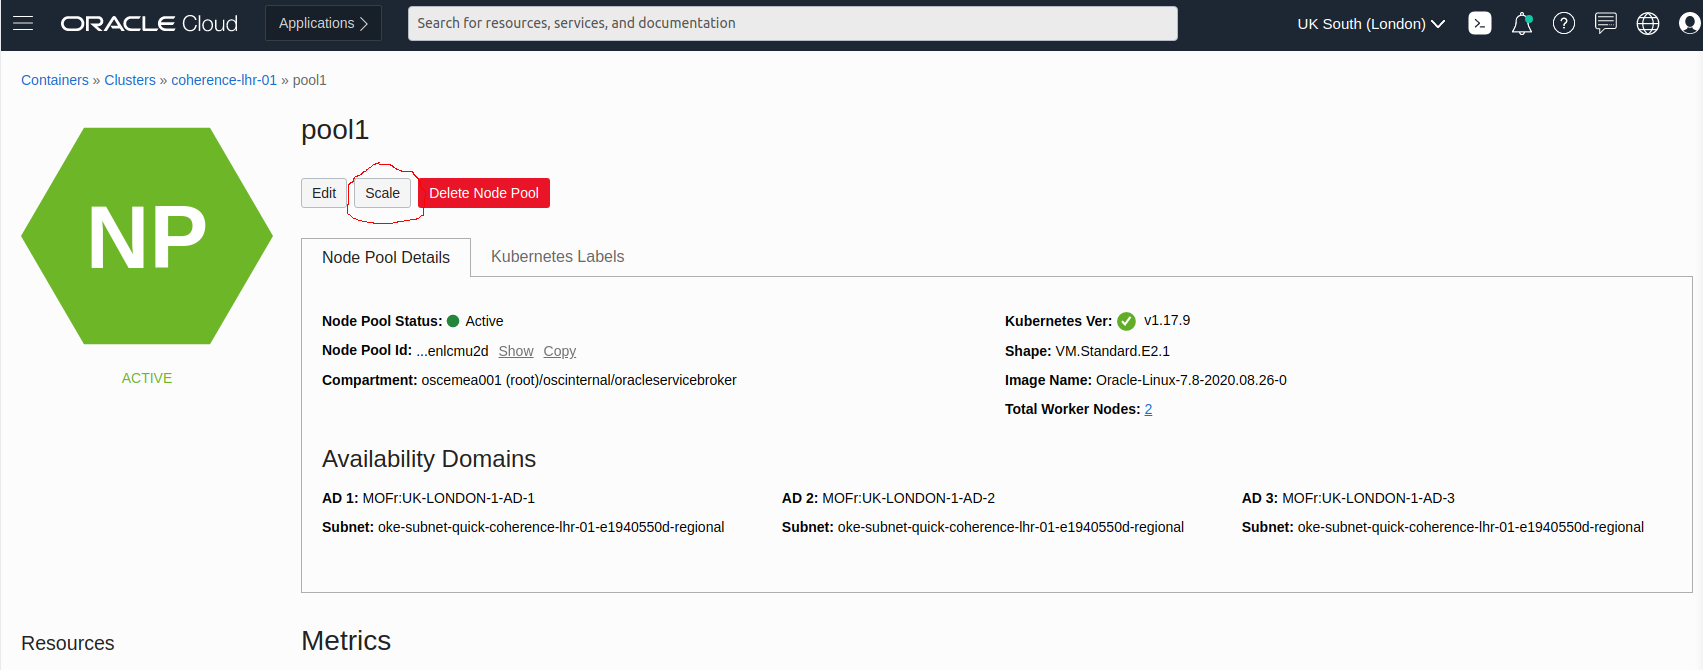 ORACLE Cloud Applications Search for resources, services, and documentation UK South (London)
Containers » Clusters » coherence-lhr-01 » pool1
NP
ACTIVE
pool1
Edit Scale Delete Node Pool
Node Pool Details Kubernetes Labels
Node Pool Status: Active
Node Pool Id: ...enlcmu2d Show Copy
Compartment: oscemea001 (root)/oscinternal/oracleservicebroker
Kubernetes Ver: v1.17.9
Shape: VM.Standard.E2.1
Image Name: Oracle-Linux-7.8-2020.08.26-0
Total Worker Nodes: 2
Availability Domains
AD 1: MOFr:UK-LONDON-1-AD-1
Subnet: oke-subnet-quick-coherence-lhr-01-e1940550d-regional
AD 2: MOFr:UK-LONDON-1-AD-2
Subnet: oke-subnet-quick-coherence-lhr-01-e1940550d-regional
AD 3: MOFr:UK-LONDON-1-AD-3
Subnet: oke-subnet-quick-coherence-lhr-01-e1940550d-regional
Resources
Metrics